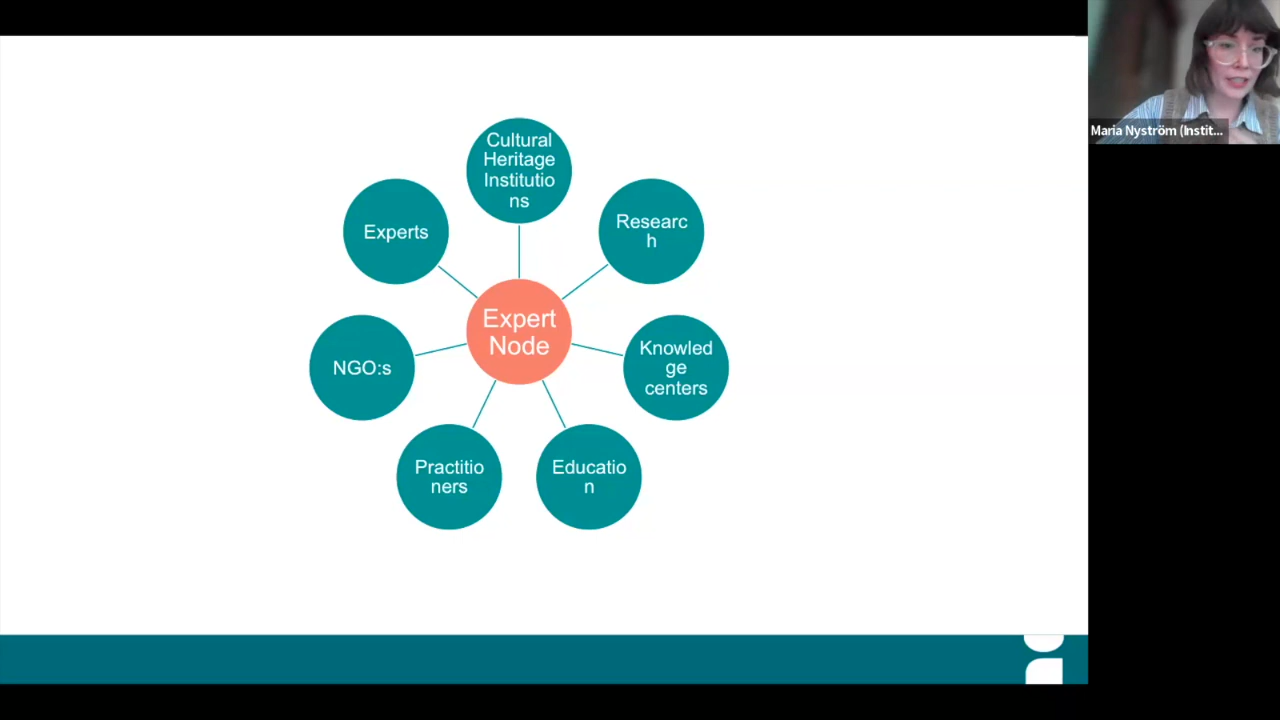 Cultural
Heritage
Institutio
ns
Experts
Researc
h
Expert
Node
NGO:s
Knowled
ge
centers
Practitio
ners
Educatio
n
Maria Nyström (Instit...